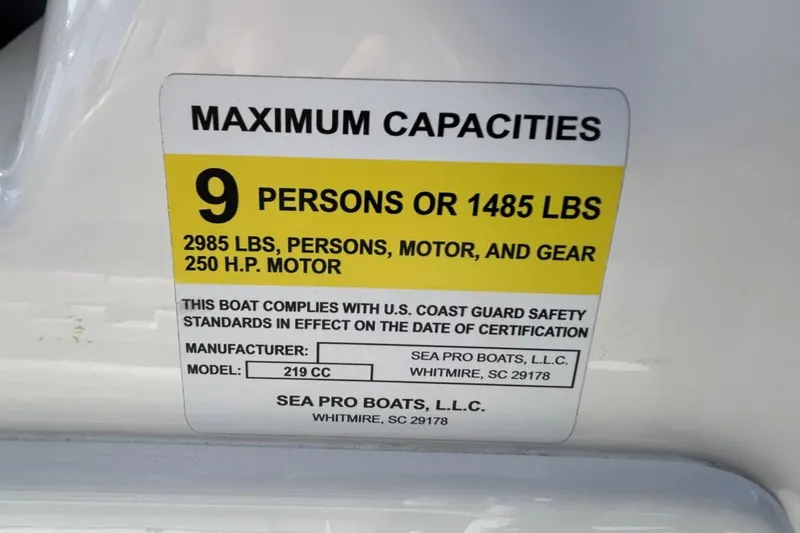 MAXIMUM CAPACITIES
9 PERSONS OR 1485 LBS
2985 LBS, PERSONS, MOTOR, AND GEAR
250 H.P. MOTOR
THIS BOAT COMPLIES WITH U.S. COAST GUARD SAFETY
STANDARDS IN EFFECT ON THE DATE OF CERTIFICATION
MANUFACTURER: SEA PRO BOATS, L.L.C.
MODEL: 219 CC WHITMIRE, SC 29178
SEA PRO BOATS, L.L.C.
WHITMIRE, SC 29178